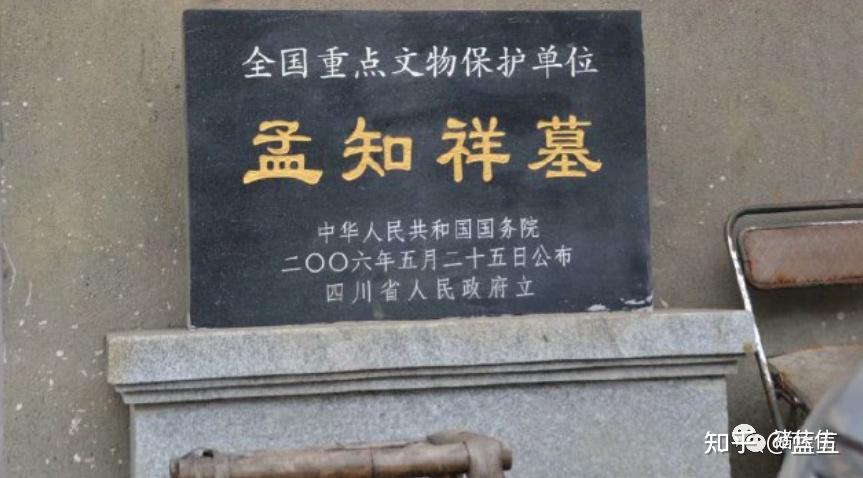 全国重点文物保护单位
孟知祥墓
中华人民共和国国务院
二〇〇六年五月二十五日公布
四川省人民政府立
知乎